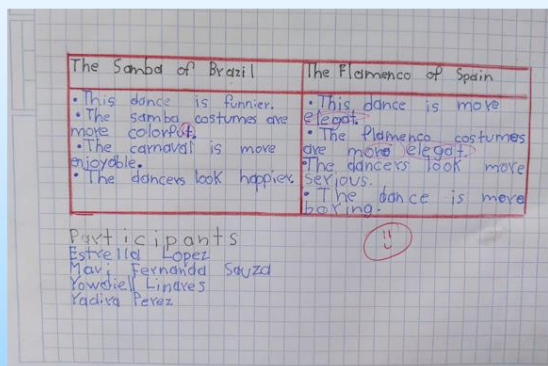 The Samba of Brazil
• This dance is funnier.
• The samba costumes are
more colorful.
• The carnaval is more
enjoyable.
• The dancers look happier.
The Flamenco of Spain
• This dance is more
elegat.
• The flamenco costumes
are more elegat.
• The dancers look more
serious.
• The dance is more
boring.
Participants
Estrella Lopez
Mavi Fernanda Souza
Yowdiell Linares
Yadira Perez